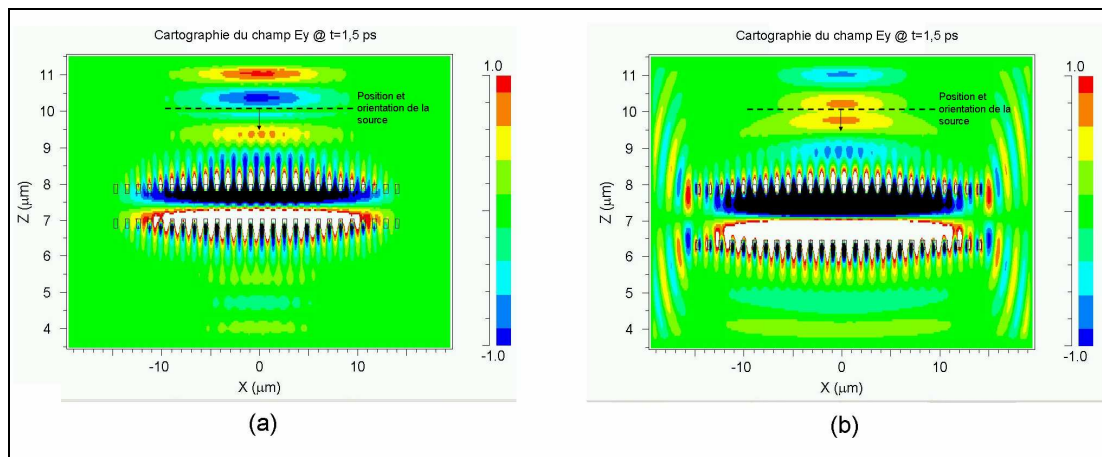 Cartographie du champ Ey @ t=1,5 ps
11
10
9
8
7
6
5
4
Z (μm)
-10
0
10
X (μm)
Position et
orientation de la
source
1.0
-1.0
(a)
Cartographie du champ Ey @ t=1,5 ps
11
10
9
8
7
6
5
4
Z (μm)
-10
0
10
X (μm)
Position et
orientation de la
source
1.0
-1.0
(b)